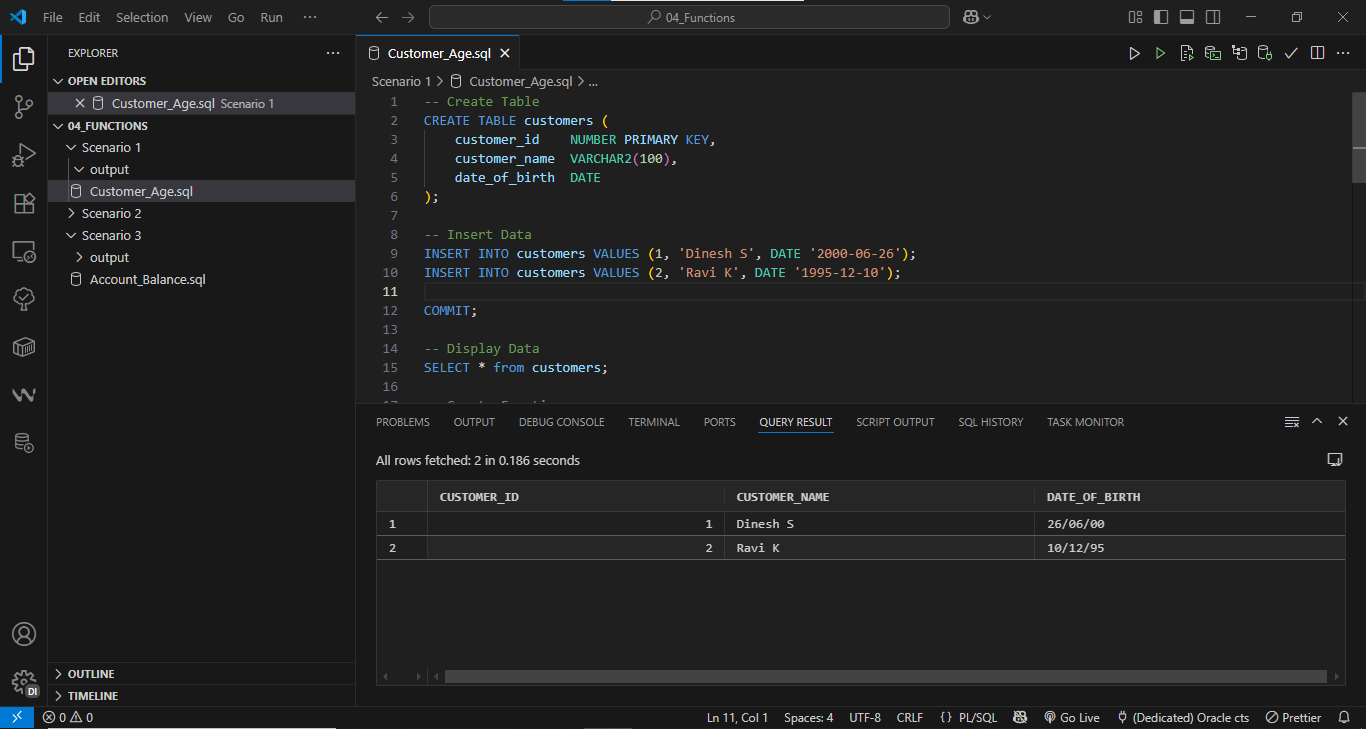 File Edit Selection View Go Run ...
04_Functions
EXPLORER
OPEN EDITORS
Customer_Age.sql Scenario 1
04_FUNCTIONS
Scenario 1
output
Customer_Age.sql
Scenario 2
Scenario 3
output
Account_Balance.sql
OUTLINE
TIMELINE
Customer_Age.sql
Scenario 1 > Customer_Age.sql > ...
1 -- Create Table
2 CREATE TABLE customers (
3 customer_id NUMBER PRIMARY KEY,
4 customer_name VARCHAR2(100),
5 date_of_birth DATE
6 );
7
8 -- Insert Data
9 INSERT INTO customers VALUES (1, 'Dinesh S', DATE '2000-06-26');
10 INSERT INTO customers VALUES (2, 'Ravi K', DATE '1995-12-10');
11
12 COMMIT;
13
14 -- Display Data
15 SELECT * from customers;
16
PROBLEMS OUTPUT DEBUG CONSOLE TERMINAL PORTS QUERY RESULT SCRIPT OUTPUT SQL HISTORY TASK MONITOR
All rows fetched: 2 in 0.186 seconds
CUSTOMER_ID CUSTOMER_NAME DATE_OF_BIRTH
1 1 Dinesh S 26/06/00
2 2 Ravi K 10/12/95
DI
0 0 Ln 11, Col 1 Spaces: 4 UTF-8 CRLF {} PL/SQL Go Live (Dedicated) Oracle cts Prettier